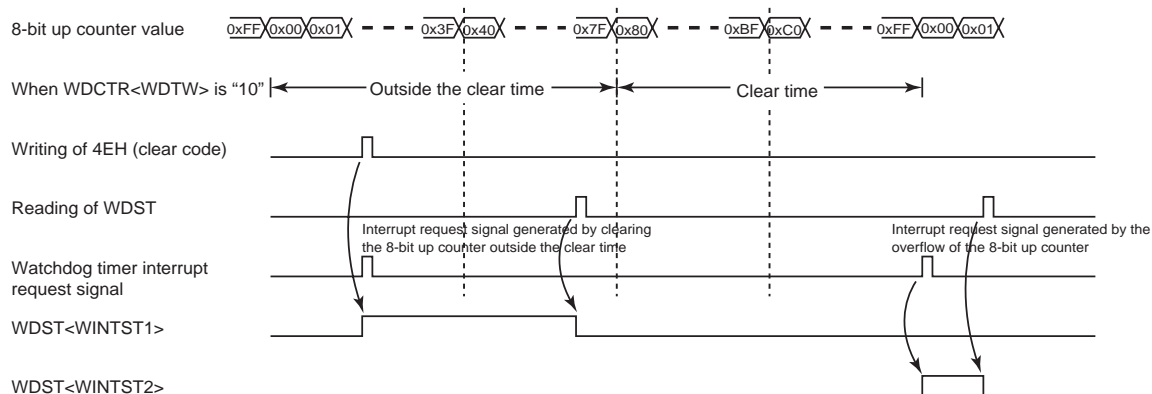 8-bit up counter value 0xFF 0x00 0x01 0x3F 0x40 0x7F 0x80 0xBF 0xC0 0xFF 0x00 0x01
When WDCTR<WDTW> is “10” Outside the clear time Clear time
Writing of 4EH (clear code)
Reading of WDST
Interrupt request signal generated by clearing
the 8-bit up counter outside the clear time
Interrupt request signal generated by the
overflow of the 8-bit up counter
Watchdog timer interrupt
request signal
WDST<WINTST1>
WDST<WINTST2>